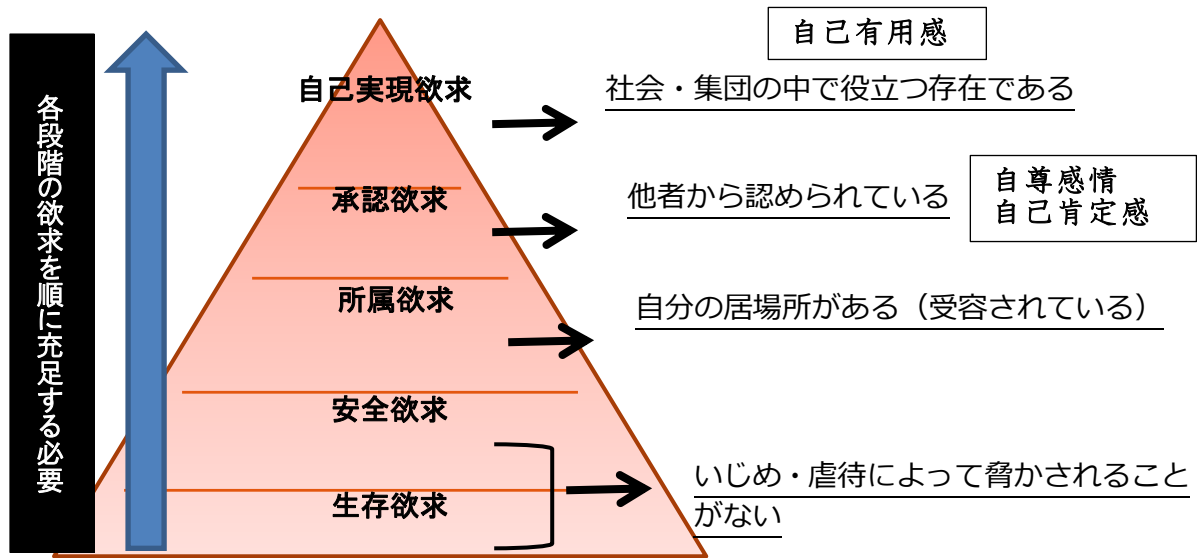 各段階の欲求を順に充足する必要
自己有用感
自己実現欲求
社会・集団の中で役立つ存在である
承認欲求
他者から認められている
自尊感情
自己肯定感
所属欲求
自分の居場所がある（受容されている）
安全欲求
生存欲求
いじめ・虐待によって脅かされること
がない